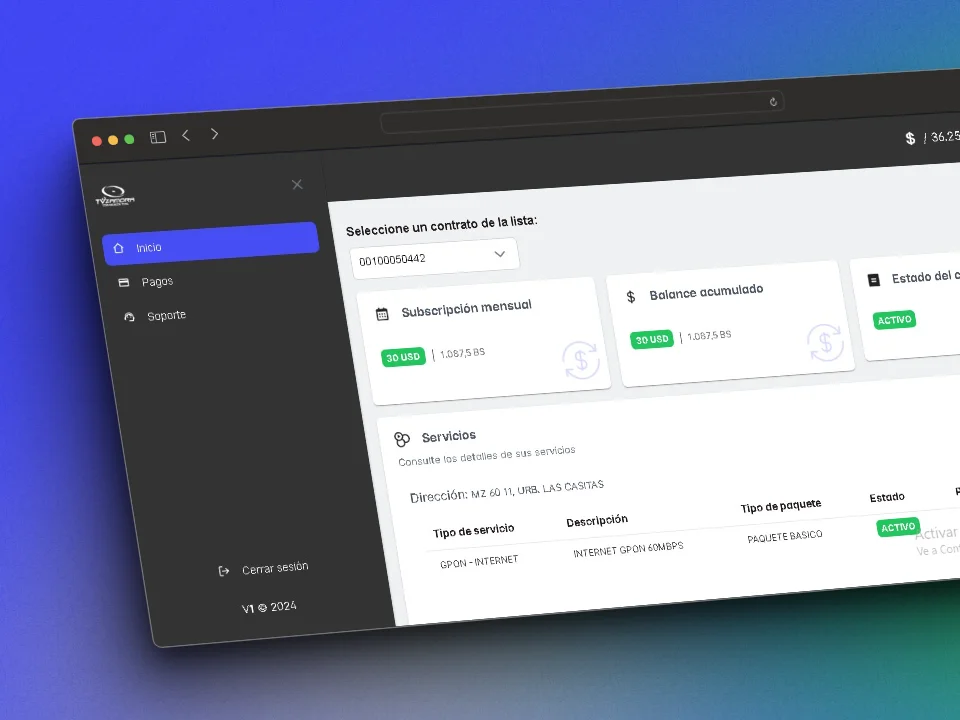 $ | 36.25
TVZAMORA
Inicio
Pagos
Soporte
Cerrar sesión
V1 © 2024
Seleccione un contrato de la lista:
00100050442
Subscripción mensual
30 USD | 1.087,5 BS
Balance acumulado
30 USD | 1.087,5 BS
Estado del c
ACTIVO
Servicios
Consulte los detalles de sus servicios
Dirección: MZ 60 11, URB. LAS CASITAS
Tipo de servicio Descripción Tipo de paquete Estado
GPON - INTERNET INTERNET GPON 60MBPS PAQUETE BASICO ACTIVO
Activar
Ve a Con